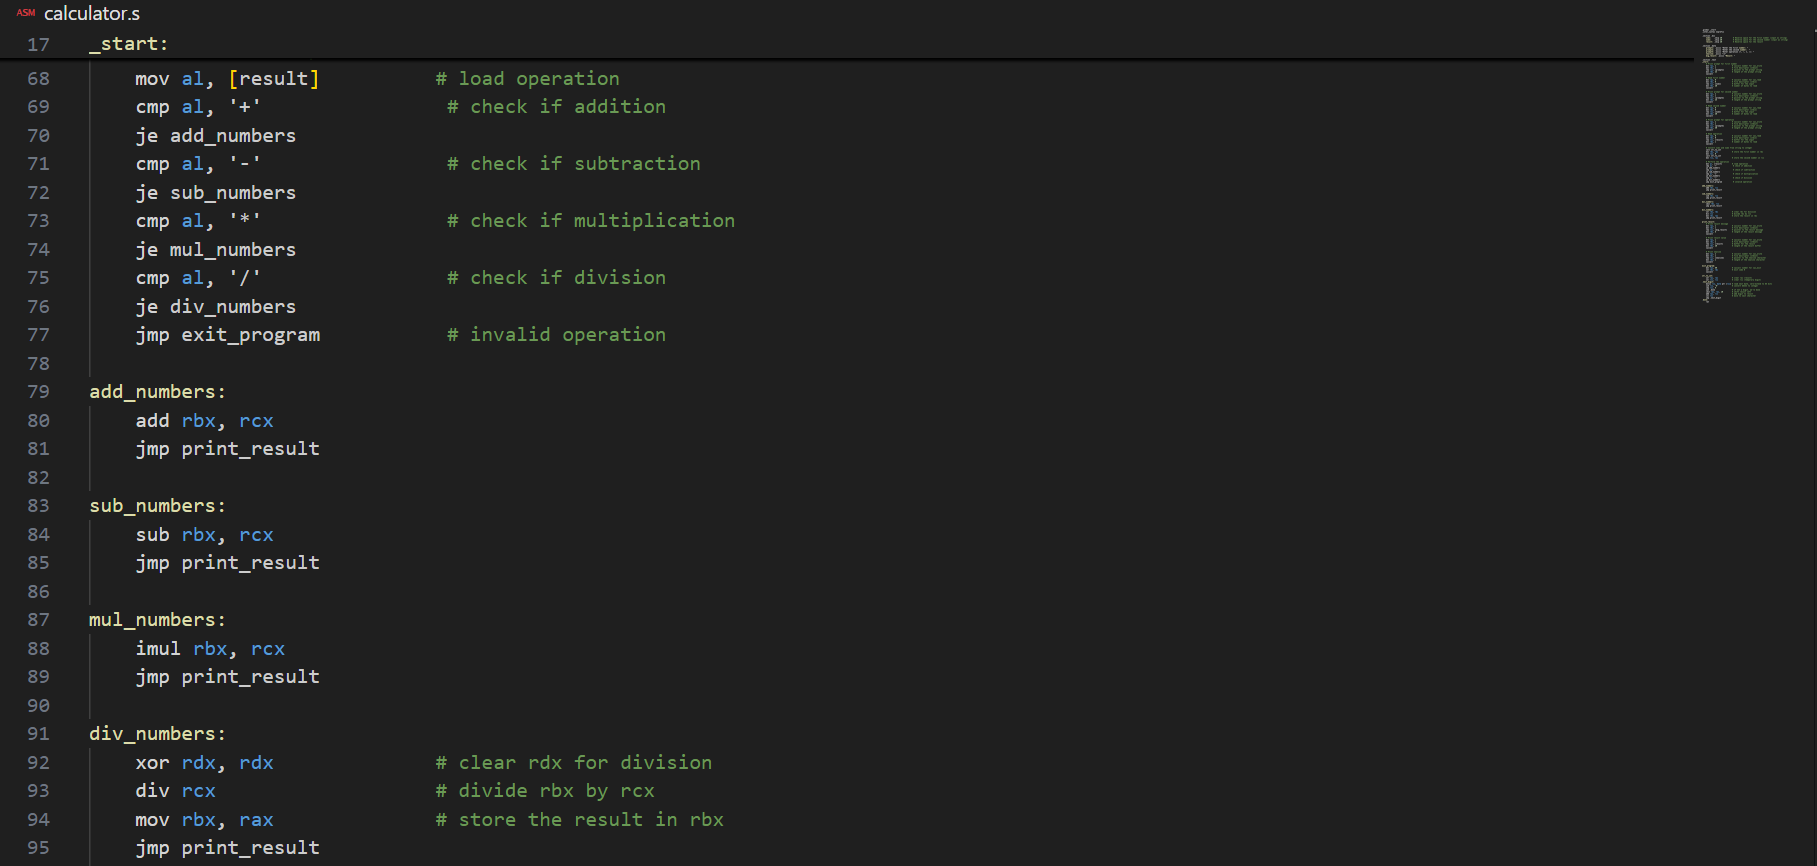 ASM calculator.s
17 _start:
68 mov al, [result] # load operation
69 cmp al, '+' # check if addition
70 je add_numbers
71 cmp al, '-' # check if subtraction
72 je sub_numbers
73 cmp al, '*' # check if multiplication
74 je mul_numbers
75 cmp al, '/' # check if division
76 je div_numbers
77 jmp exit_program # invalid operation
78
79 add_numbers:
80 add rbx, rcx
81 jmp print_result
82
83 sub_numbers:
84 sub rbx, rcx
85 jmp print_result
86
87 mul_numbers:
88 imul rbx, rcx
89 jmp print_result
90
91 div_numbers:
92 xor rdx, rdx # clear rdx for division
93 div rcx # divide rbx by rcx
94 mov rbx, rax # store the result in rbx
95 jmp print_result